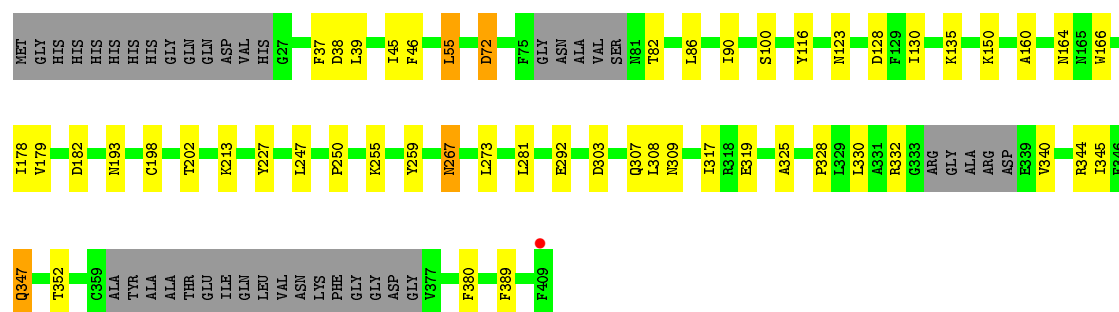 MET GLY HIS HIS HIS HIS HIS HIS GLY GLN GLN ASP VAL HIS G27 F37 D38 L39 I45 F46 L55 D72 F75 GLY ASN ALA VAL SER N81 T82 L86 I90 S100 Y116 N123 D128 F129 I130 K135 K150 A160 N164 N165 W166
I178 V179 D182 N193 C198 T202 K213 Y227 L247 P250 K255 Y259 N267 L273 L281 E292 D303 Q307 L308 N309 I317 R318 E319 A325 P328 L329 L330 A331 R332 G333 ARG GLY ALA ARG ASP E339 V340 R344 I345
Q347 T352 C359 ALA TYR ALA ALA THR GLU ILE GLN LEU VAL ASN LYS PHE GLY GLY ASP GLY V377 F380 F389 F409